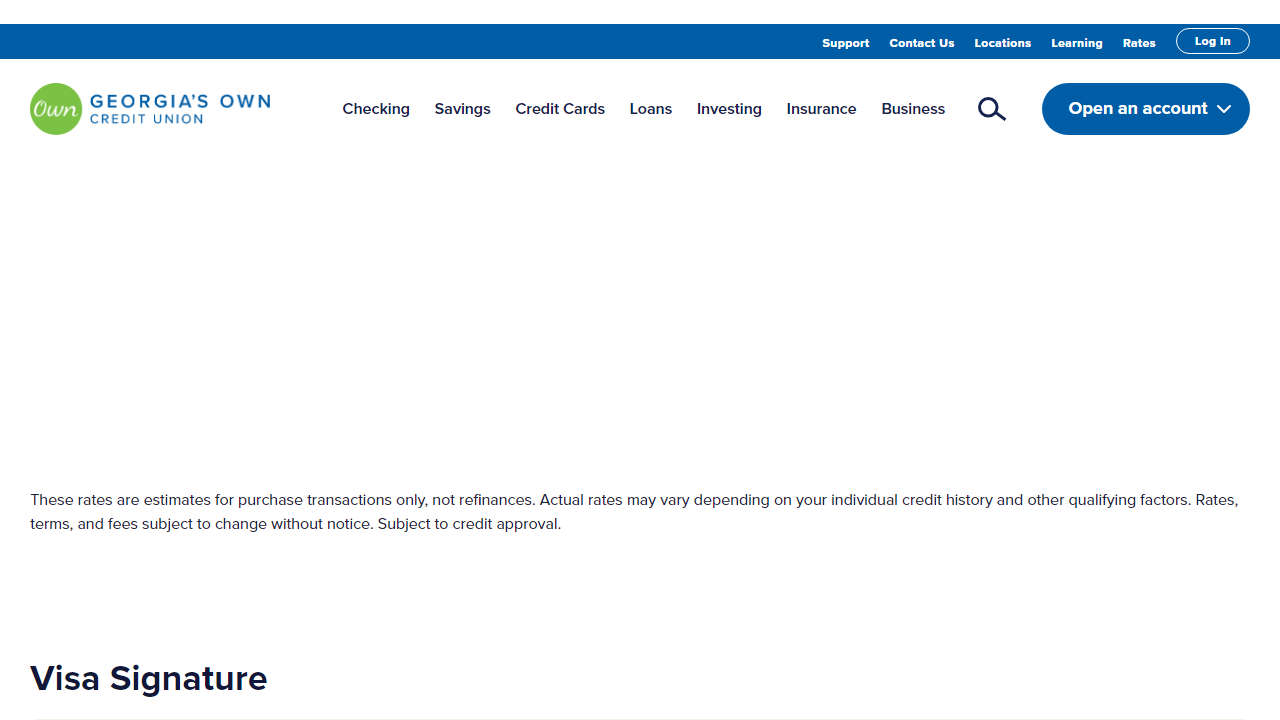 Support Contact Us Locations Learning Rates Log In
Own GEORGIA'S OWN
CREDIT UNION
Checking Savings Credit Cards Loans Investing Insurance Business Open an account
These rates are estimates for purchase transactions only, not refinances. Actual rates may vary depending on your individual credit history and other qualifying factors. Rates,
terms, and fees subject to change without notice. Subject to credit approval.
Visa Signature